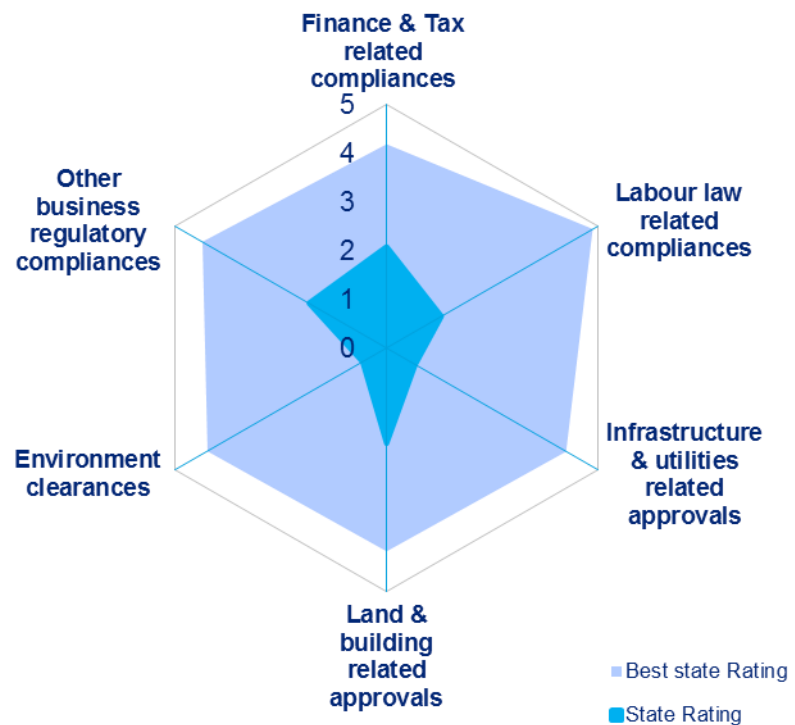 Finance & Tax
related
compliances
5
4
3
2
1
0
Other
business
regulatory
compliances
Labour law
related
compliances
Environment
clearances
Infrastructure
& utilities
related
approvals
Land &
building
related
approvals
Best state Rating
State Rating